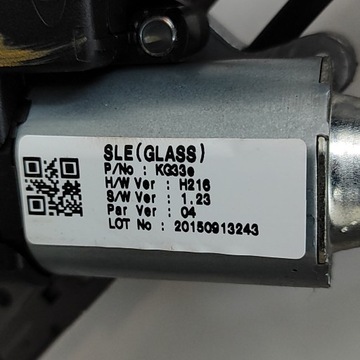 SLE(GLASS)
P/No : KG33e
H/W Ver : H216
S/W Ver : 1.23
Par Ver : 04
LOT No : 20150913243